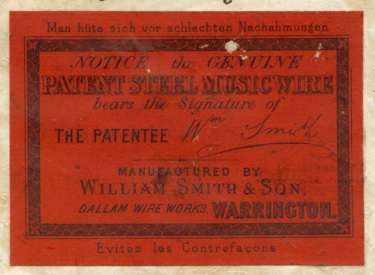 Man hüte sich vor schlechten Nachahmungen
NOTICE, the GENUINE
PATENT STEEL MUSIC WIRE
bears the Signature of
THE PATENTEE Wm Smith
MANUFACTURED BY
WILLIAM SMITH & SON,
DALLAM WIRE WORKS, WARRINGTON.
Evitez les Contrefaçons